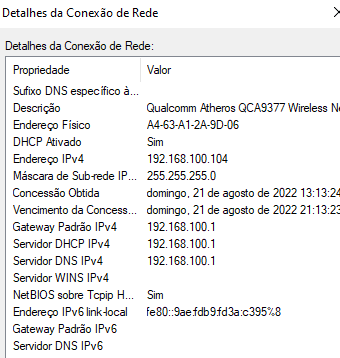 Detalhes da Conexão de Rede
Detalhes da Conexão de Rede:
Propriedade Valor
Sufixo DNS específico à...
Descrição Qualcomm Atheros QCA9377 Wireless Ne
Endereço Físico A4-63-A1-2A-9D-06
DHCP Ativado Sim
Endereço IPv4 192.168.100.104
Máscara de Sub-rede IP... 255.255.255.0
Concessão Obtida domingo, 21 de agosto de 2022 13:13:24
Vencimento da Concess... domingo, 21 de agosto de 2022 21:13:23
Gateway Padrão IPv4 192.168.100.1
Servidor DHCP IPv4 192.168.100.1
Servidor DNS IPv4 192.168.100.1
Servidor WINS IPv4
NetBIOS sobre Tcpip H... Sim
Endereço IPv6 link-local fe80::9ae:fdb9:fd3a:c395%8
Gateway Padrão IPv6
Servidor DNS IPv6